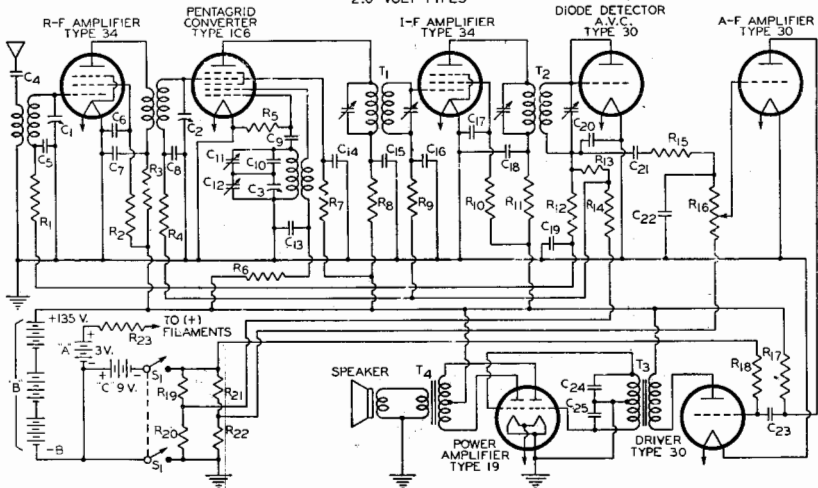 2.0 VOLT TYPES
R-F AMPLIFIER
TYPE 34
PENTAGRID
CONVERTER
TYPE 1C6
I-F AMPLIFIER
TYPE 34
DIODE DETECTOR
A.V.C.
TYPE 30
A-F AMPLIFIER
TYPE 30
C4
C5
C1
C6
C7
R1
R2
R3
C8
R4
C2
R5
C9
C11
C10
C12
C3
C13
R6
C14
R7
T1
C15
R8
C16
R9
C17
R10
C18
R11
T2
C20
R13
C19
R12
R14
C21
R15
C22
R16
+135 V.
"B"
-B
"A"
3V.
R23
TO (+)
FILAMENTS
"C" 9 V.
S1
S1
R19
R20
R21
R22
SPEAKER
T4
POWER
AMPLIFIER
TYPE 19
C24
C25
T3
DRIVER
TYPE 30
R18
R17
C23